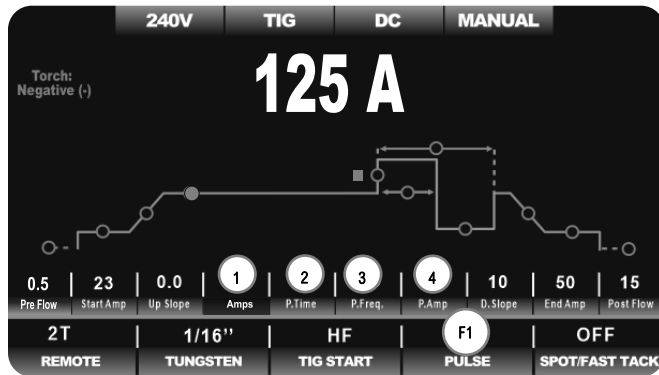 240V TIG DC MANUAL
Torch:
Negative (-)
125 A
0.5 23 0.0 1 2 3 4 10 50 15
Pre Flow Start Amp Up Slope Amps P.Time P.Freq. P.Amp D.Slope End Amp Post Flow
2T 1/16’’ HF F1 OFF
REMOTE TUNGSTEN TIG START PULSE SPOT/FAST TACK